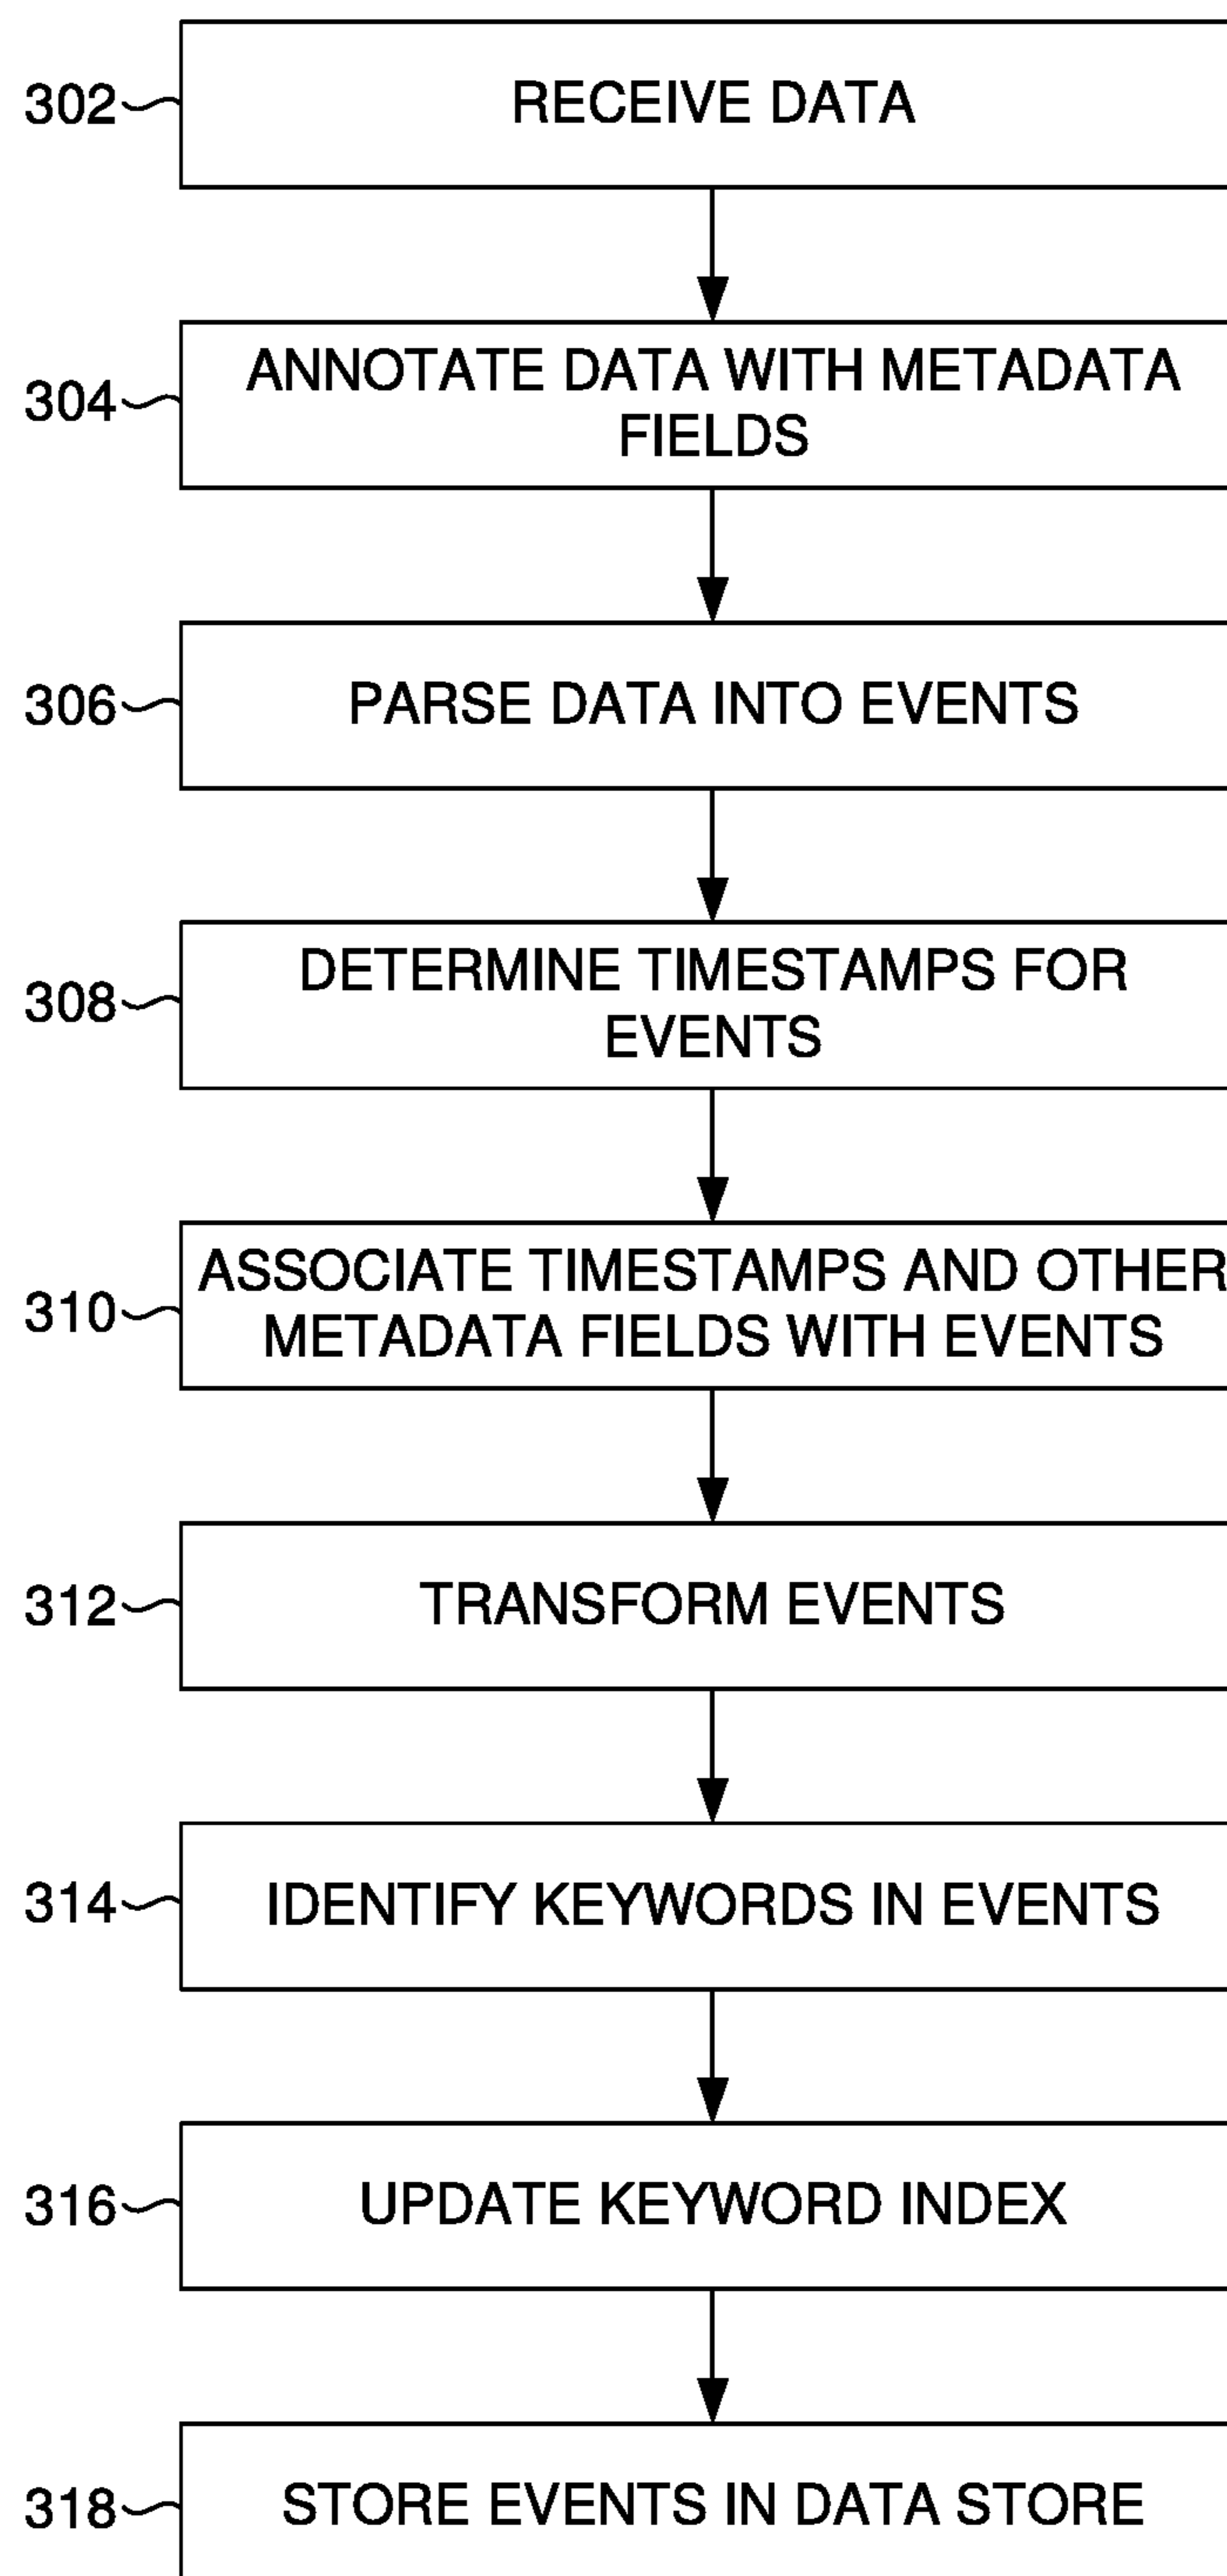 302
RECEIVE DATA
304
ANNOTATE DATA WITH METADATA
FIELDS
306
PARSE DATA INTO EVENTS
308
DETERMINE TIMESTAMPS FOR
EVENTS
310
ASSOCIATE TIMESTAMPS AND OTHER
METADATA FIELDS WITH EVENTS
312
TRANSFORM EVENTS
314
IDENTIFY KEYWORDS IN EVENTS
316
UPDATE KEYWORD INDEX
318
STORE EVENTS IN DATA STORE